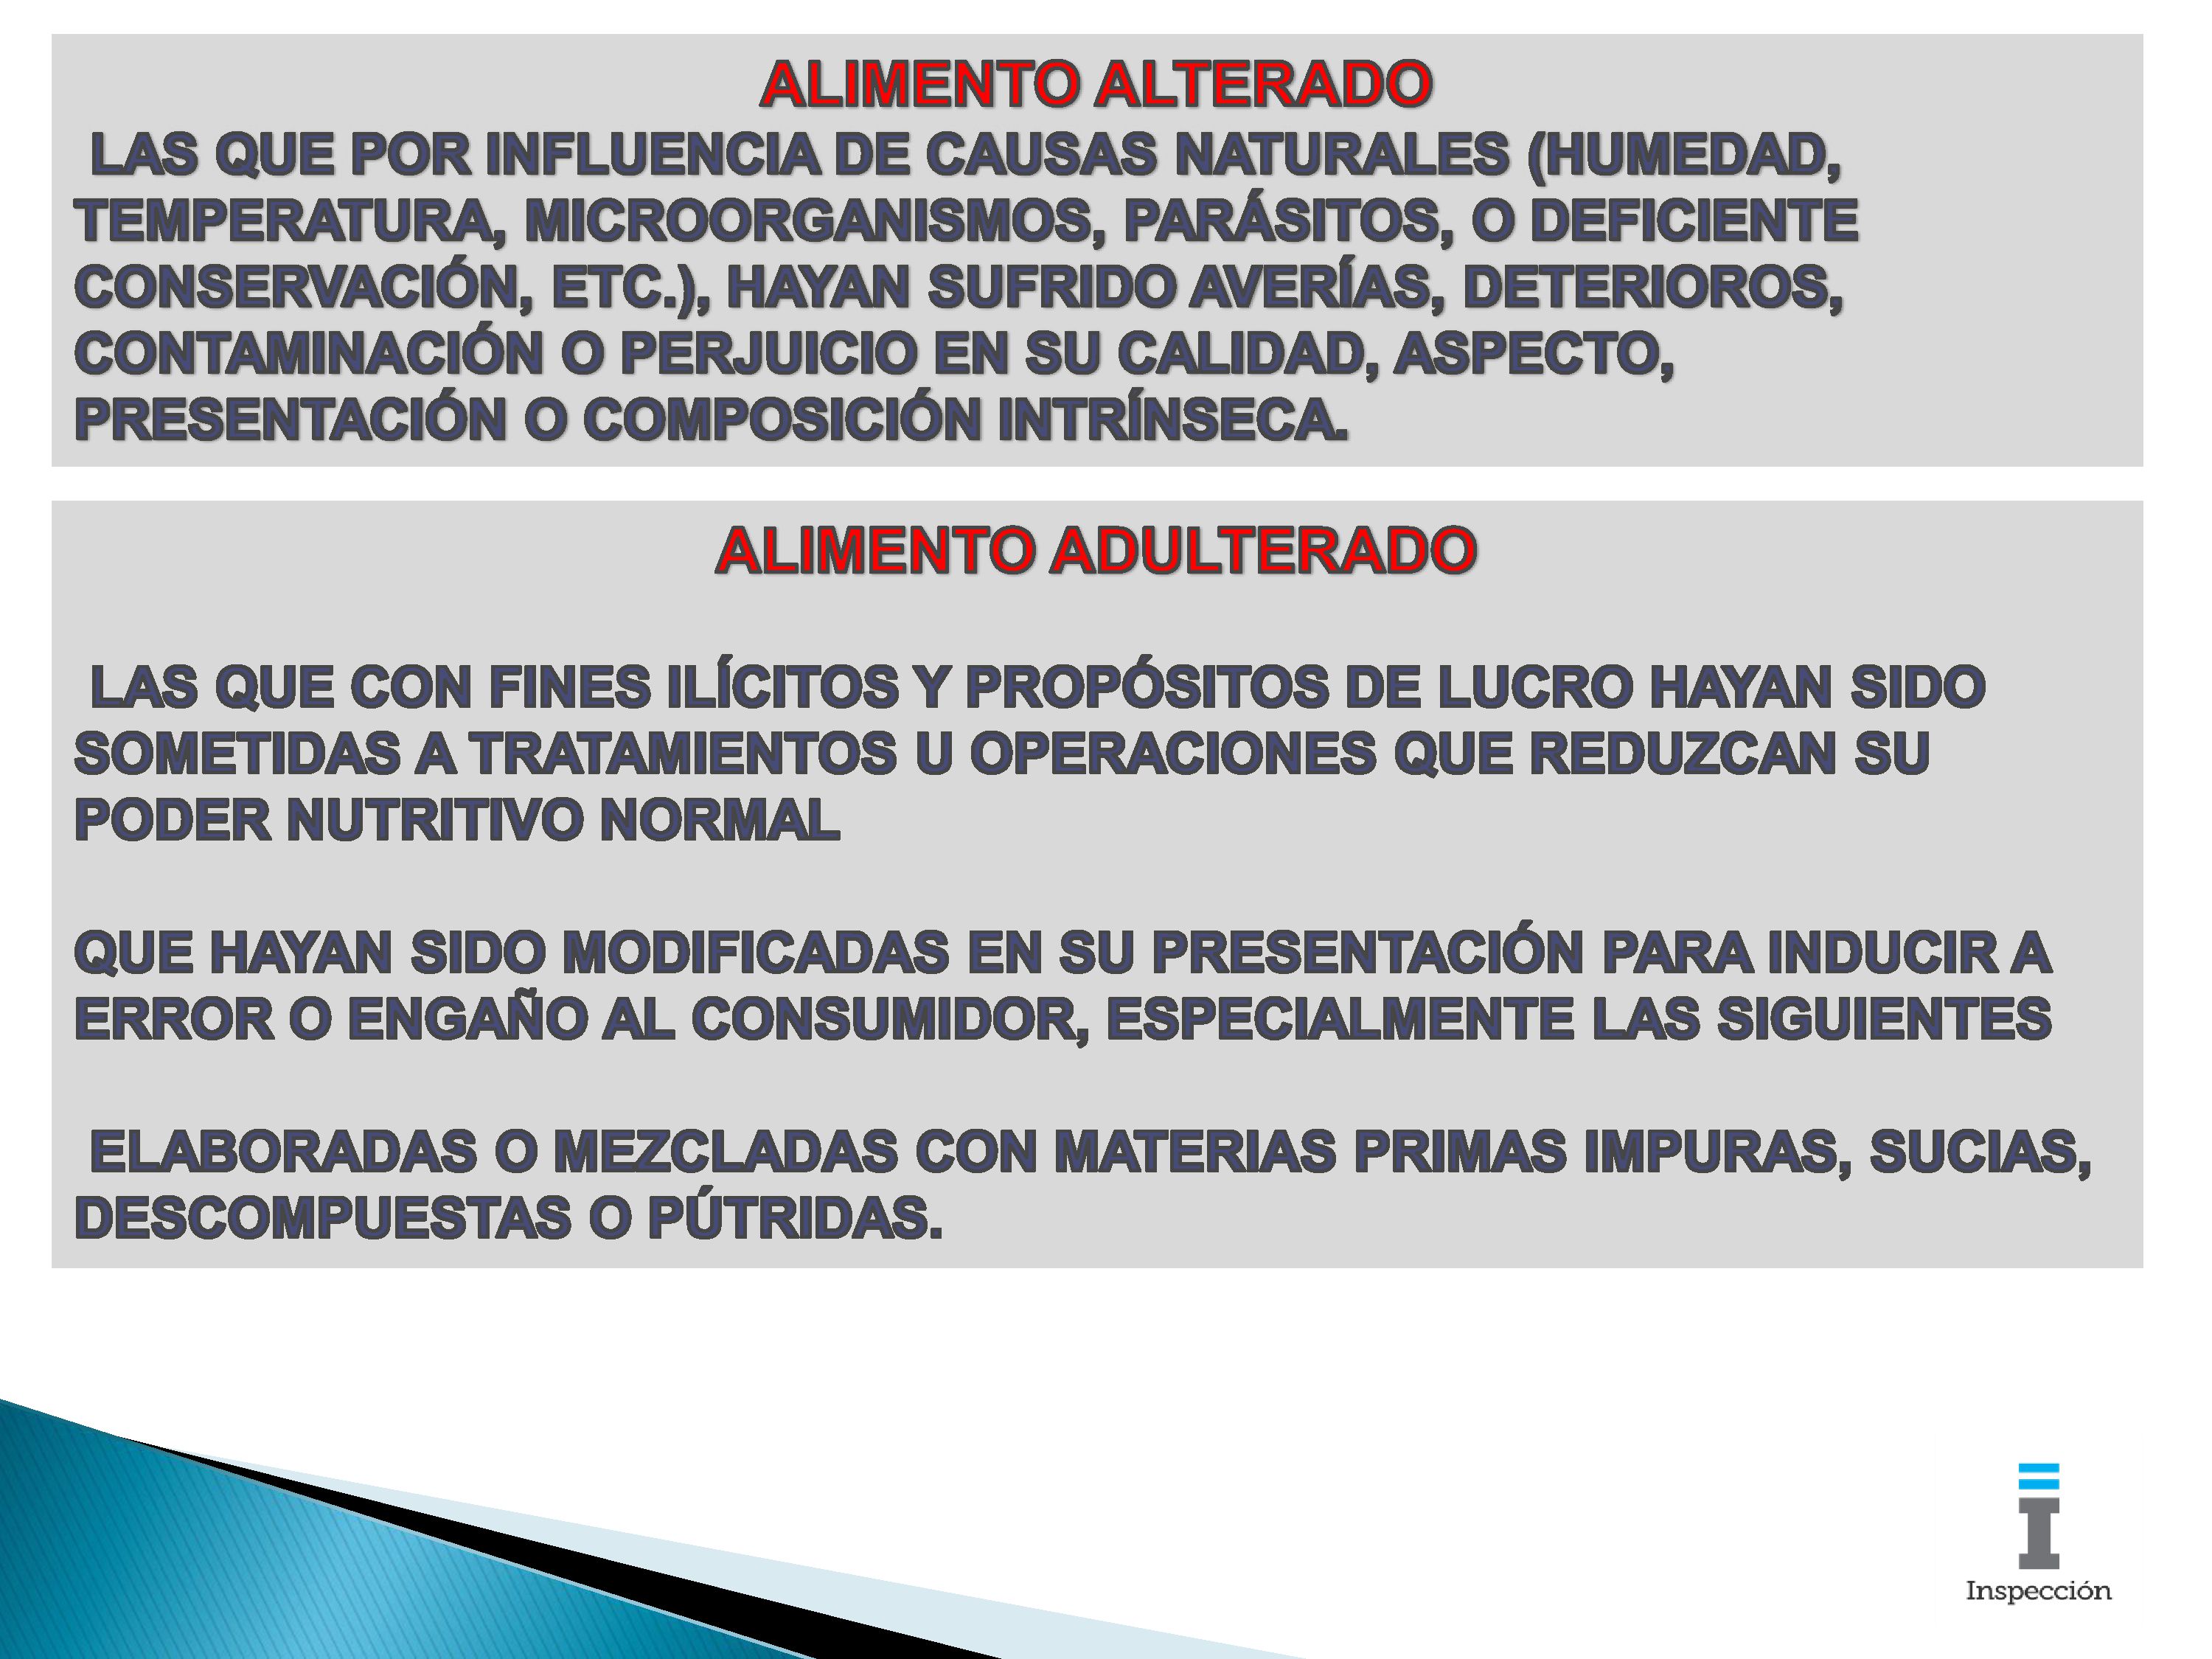 ALIMENTO ALTERADO
LAS QUE POR INFLUENCIA DE CAUSAS NATURALES (HUMEDAD,
TEMPERATURA, MICROORGANISMOS, PARÁSITOS, O DEFICIENTE
CONSERVACIÓN, ETC.), HAYAN SUFRIDO AVERÍAS, DETERIOROS,
CONTAMINACIÓN O PERJUICIO EN SU CALIDAD, ASPECTO,
PRESENTACIÓN O COMPOSICIÓN INTRÍNSECA.
ALIMENTO ADULTERADO
LAS QUE CON FINES ILÍCITOS Y PROPÓSITOS DE LUCRO HAYAN SIDO
SOMETIDAS A TRATAMIENTOS U OPERACIONES QUE REDUZCAN SU
PODER NUTRITIVO NORMAL
QUE HAYAN SIDO MODIFICADAS EN SU PRESENTACIÓN PARA INDUCIR A
ERROR O ENGAÑO AL CONSUMIDOR, ESPECIALMENTE LAS SIGUIENTES
ELABORADAS O MEZCLADAS CON MATERIAS PRIMAS IMPURAS, SUCIAS,
DESCOMPUESTAS O PÚTRIDAS.
Inspección